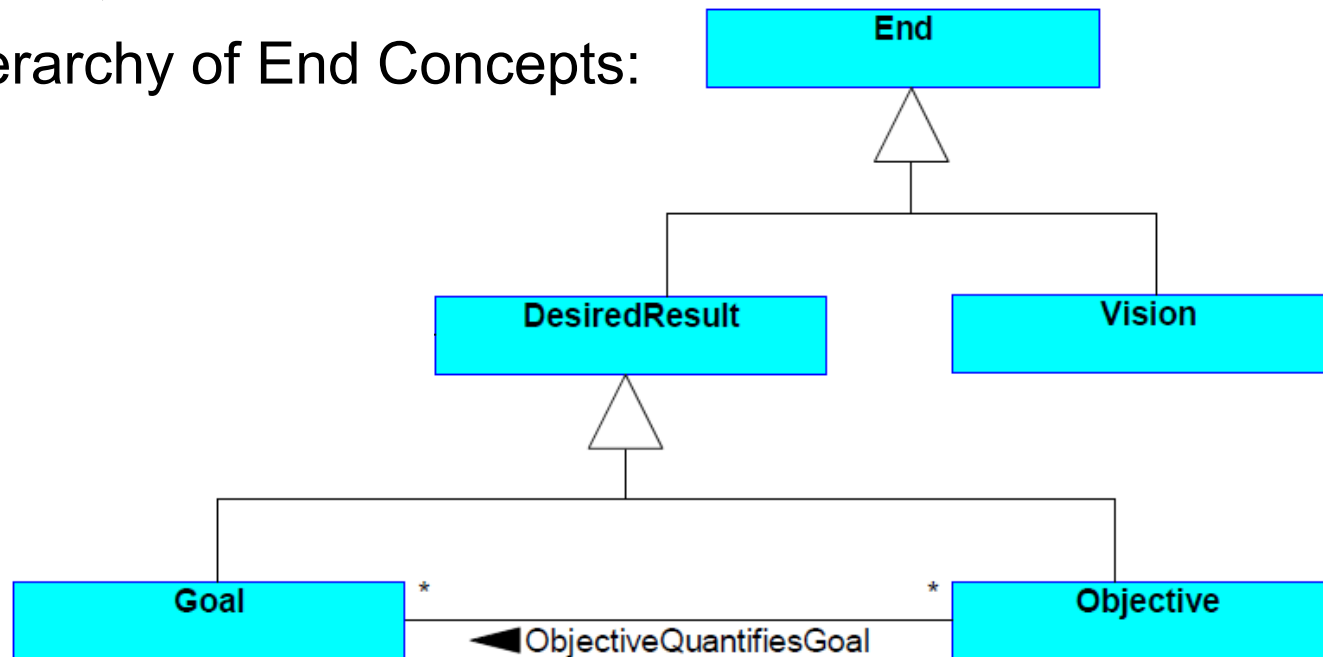 End
erarchy of End Concepts:
DesiredResult
Vision
Goal
*
*
Objective
ObjectiveQuantifiesGoal